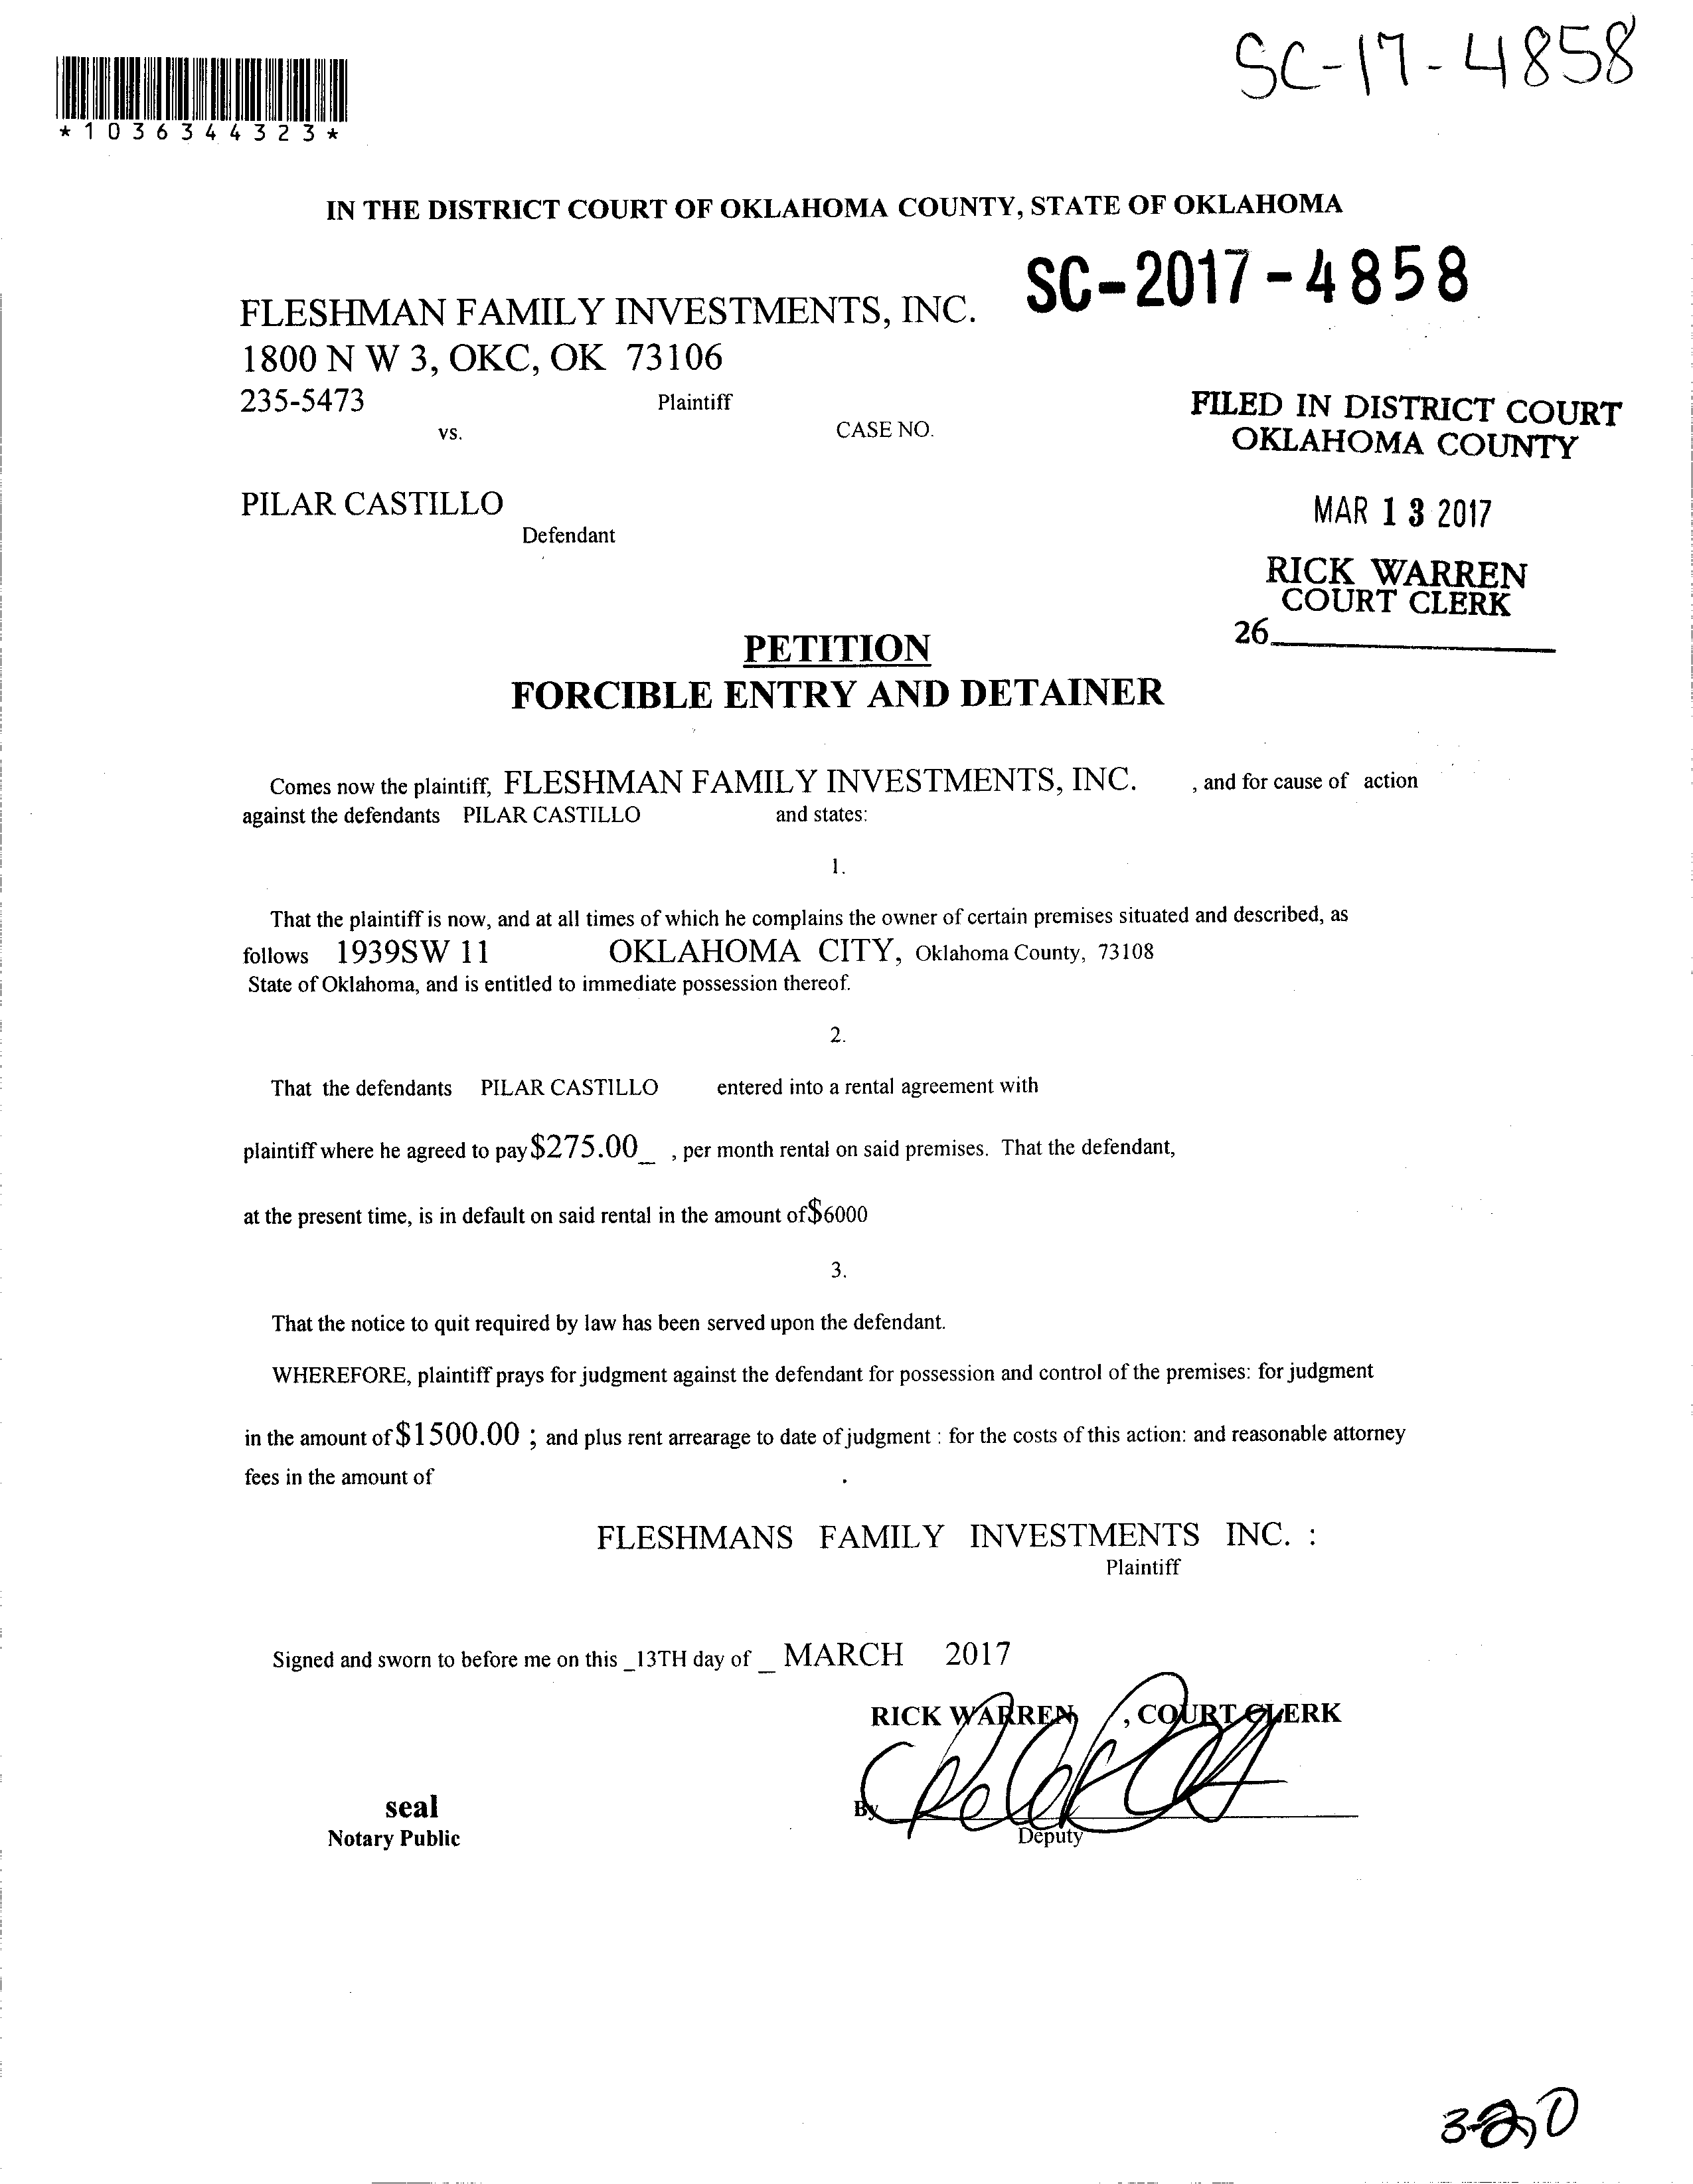 SC-17-4858
*1036344323*
IN THE DISTRICT COURT OF OKLAHOMA COUNTY, STATE OF OKLAHOMA
SC-2017-4858
FLESHMAN FAMILY INVESTMENTS, INC.
1800 N W 3, OKC, OK 73106
235-5473 Plaintiff
vs. CASE NO.
FILED IN DISTRICT COURT
OKLAHOMA COUNTY
PILAR CASTILLO
Defendant
MAR 13 2017
RICK WARREN
COURT CLERK
26
PETITION
FORCIBLE ENTRY AND DETAINER
Comes now the plaintiff, FLESHMAN FAMILY INVESTMENTS, INC. , and for cause of action
against the defendants PILAR CASTILLO and states:
1.
That the plaintiff is now, and at all times of which he complains the owner of certain premises situated and described, as
follows 1939SW 11 OKLAHOMA CITY, Oklahoma County, 73108
State of Oklahoma, and is entitled to immediate possession thereof.
2.
That the defendants PILAR CASTILLO entered into a rental agreement with
plaintiff where he agreed to pay $275.00_ , per month rental on said premises. That the defendant,
at the present time, is in default on said rental in the amount of $6000
3.
That the notice to quit required by law has been served upon the defendant.
WHEREFORE, plaintiff prays for judgment against the defendant for possession and control of the premises: for judgment
in the amount of $1500.00 ; and plus rent arrearage to date of judgment : for the costs of this action: and reasonable attorney
fees in the amount of .
FLESHMANS FAMILY INVESTMENTS INC. :
Plaintiff
Signed and sworn to before me on this _13TH day of _ MARCH 2017
RICK WARREN , COURT CLERK
seal
By
Notary Public
Deputy